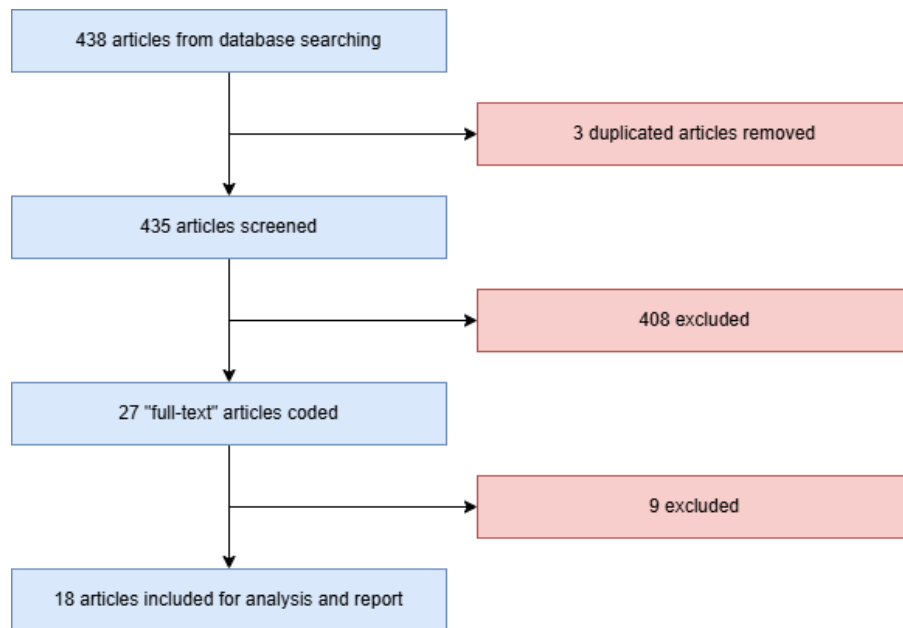 438 articles from database searching
3 duplicated articles removed
435 articles screened
408 excluded
27 "full-text" articles coded
9 excluded
18 articles included for analysis and report